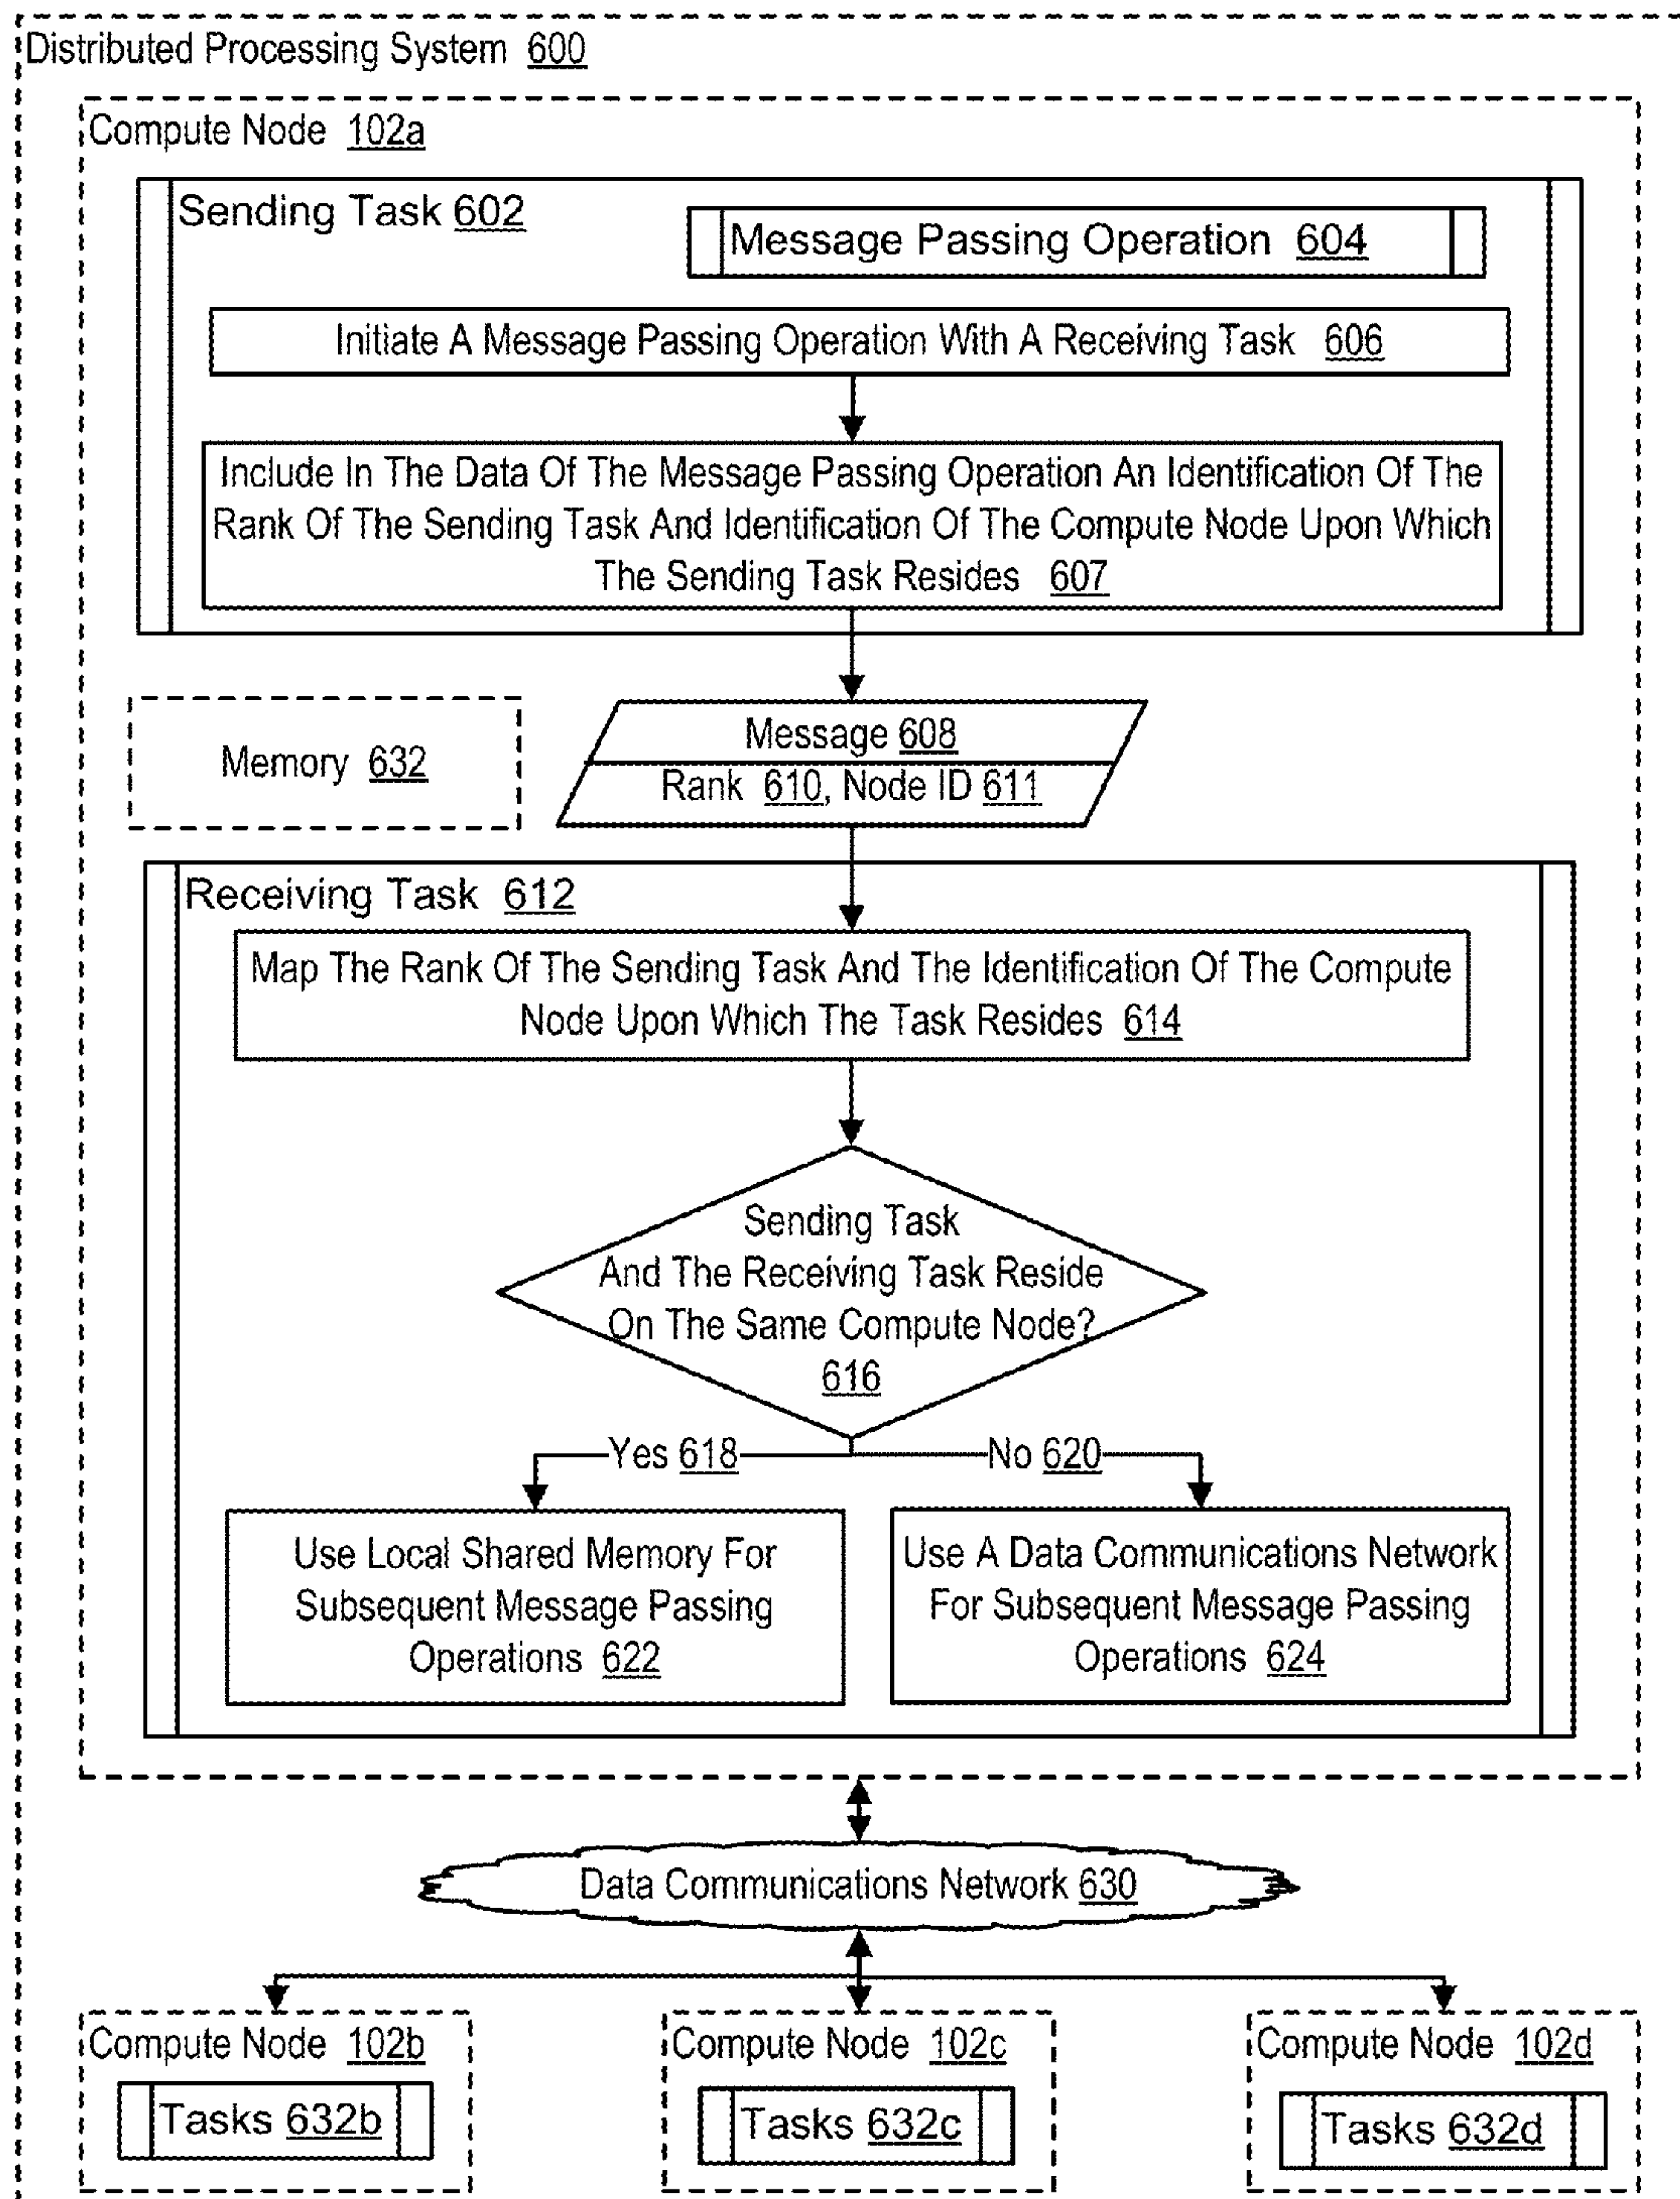 Distributed Processing System 600
Compute Node 102a
Sending Task 602
Message Passing Operation 604
Initiate A Message Passing Operation With A Receiving Task 606
Include In The Data Of The Message Passing Operation An Identification Of The
Rank Of The Sending Task And Identification Of The Compute Node Upon Which
The Sending Task Resides 607
Memory 632
Message 608
Rank 610, Node ID 611
Receiving Task 612
Map The Rank Of The Sending Task And The Identification Of The Compute
Node Upon Which The Task Resides 614
Sending Task
And The Receiving Task Reside
On The Same Compute Node?
616
Yes 618
No 620
Use Local Shared Memory For
Subsequent Message Passing
Operations 622
Use A Data Communications Network
For Subsequent Message Passing
Operations 624
Data Communications Network 630
Compute Node 102b
Tasks 632b
Compute Node 102c
Tasks 632c
Compute Node 102d
Tasks 632d